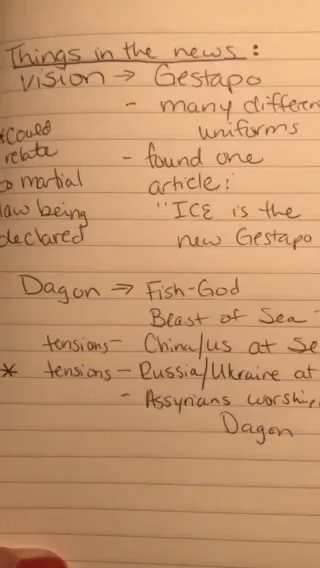 Things in the news:
vision → Gestapo
- many differen
*Could uniforms
relate - found one
to martial article:
law being "ICE is the
declared new Gestapo
Dagon → Fish-God
Beast of Sea -
tensions - China/US at Se
* tensions - Russia/Ukraine at
- Assyrians worship
Dagon